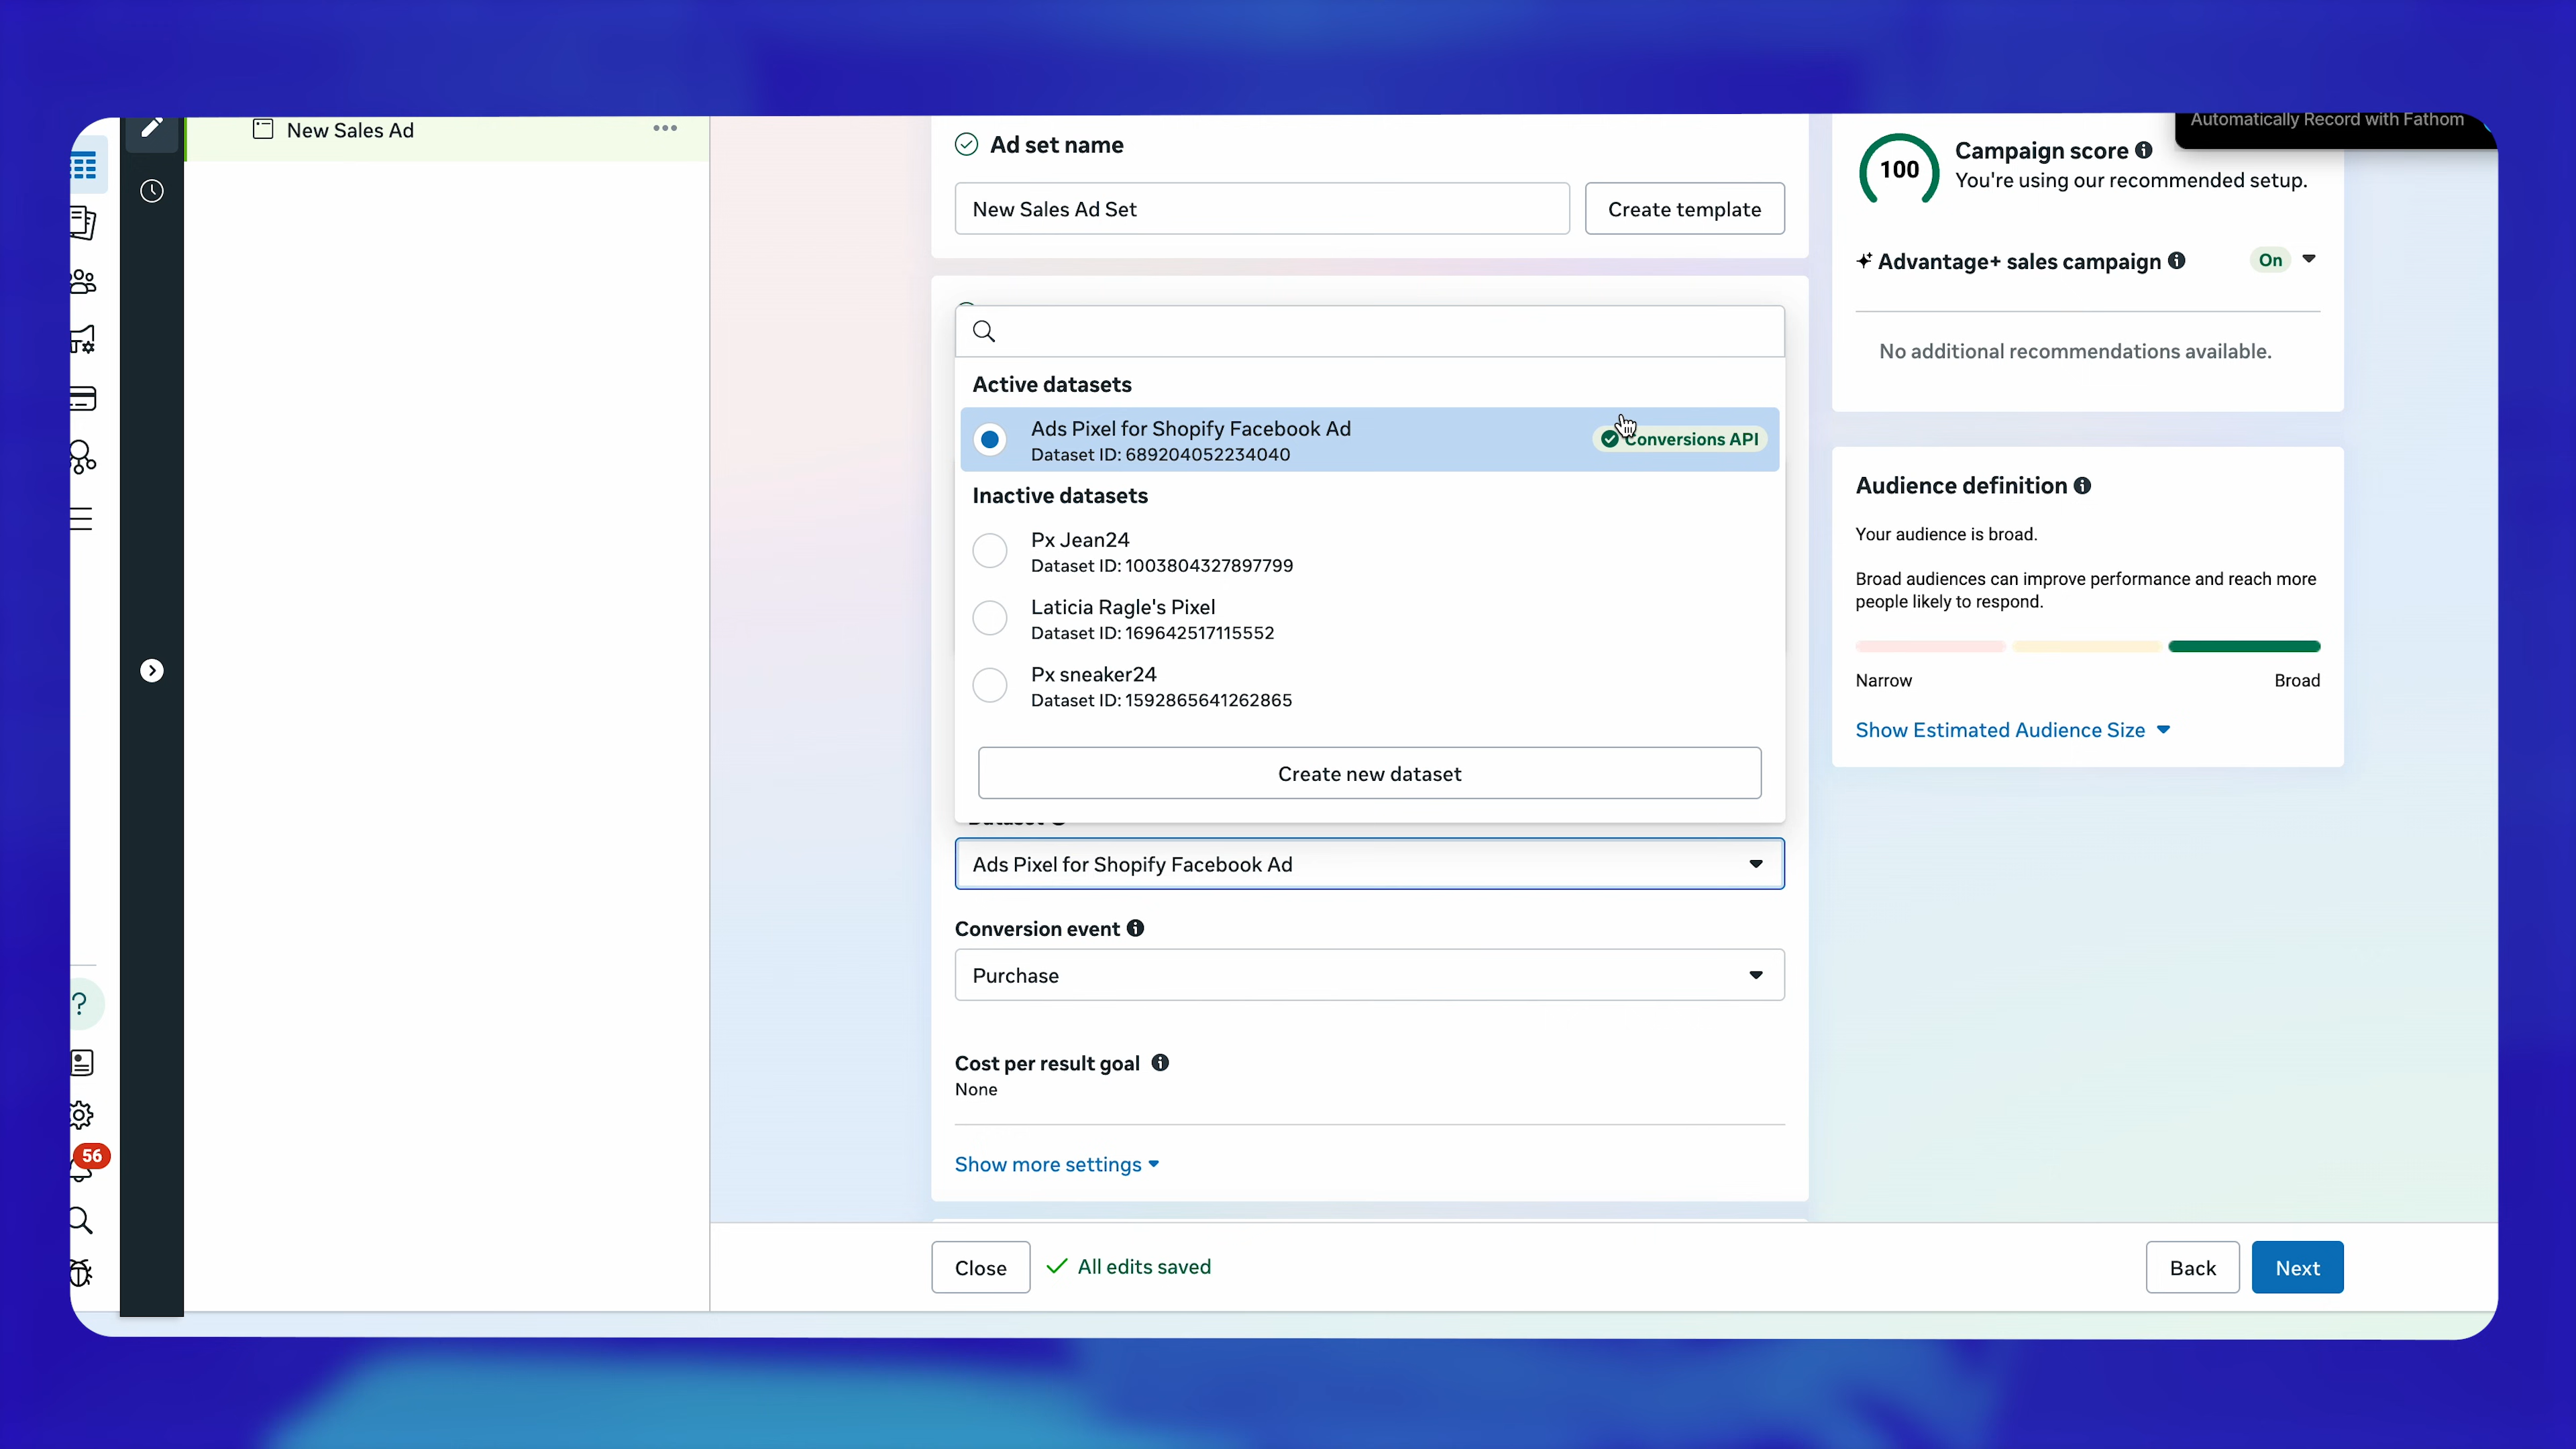 New Sales Ad
Automatically Record with Fathom
Ad set name
New Sales Ad Set
Create template
Active datasets
Ads Pixel for Shopify Facebook Ad
Dataset ID: 689204052234040
Conversions API
Inactive datasets
Px Jean24
Dataset ID: 1003804327897799
Laticia Ragle's Pixel
Dataset ID: 169642517115552
Px sneaker24
Dataset ID: 1592865641262865
Create new dataset
Dataset
Ads Pixel for Shopify Facebook Ad
Conversion event
Purchase
Cost per result goal
None
Show more settings
Close
All edits saved
Back
Next
100
Campaign score
You're using our recommended setup.
Advantage+ sales campaign
On
No additional recommendations available.
Audience definition
Your audience is broad.
Broad audiences can improve performance and reach more
people likely to respond.
Narrow
Broad
Show Estimated Audience Size
56